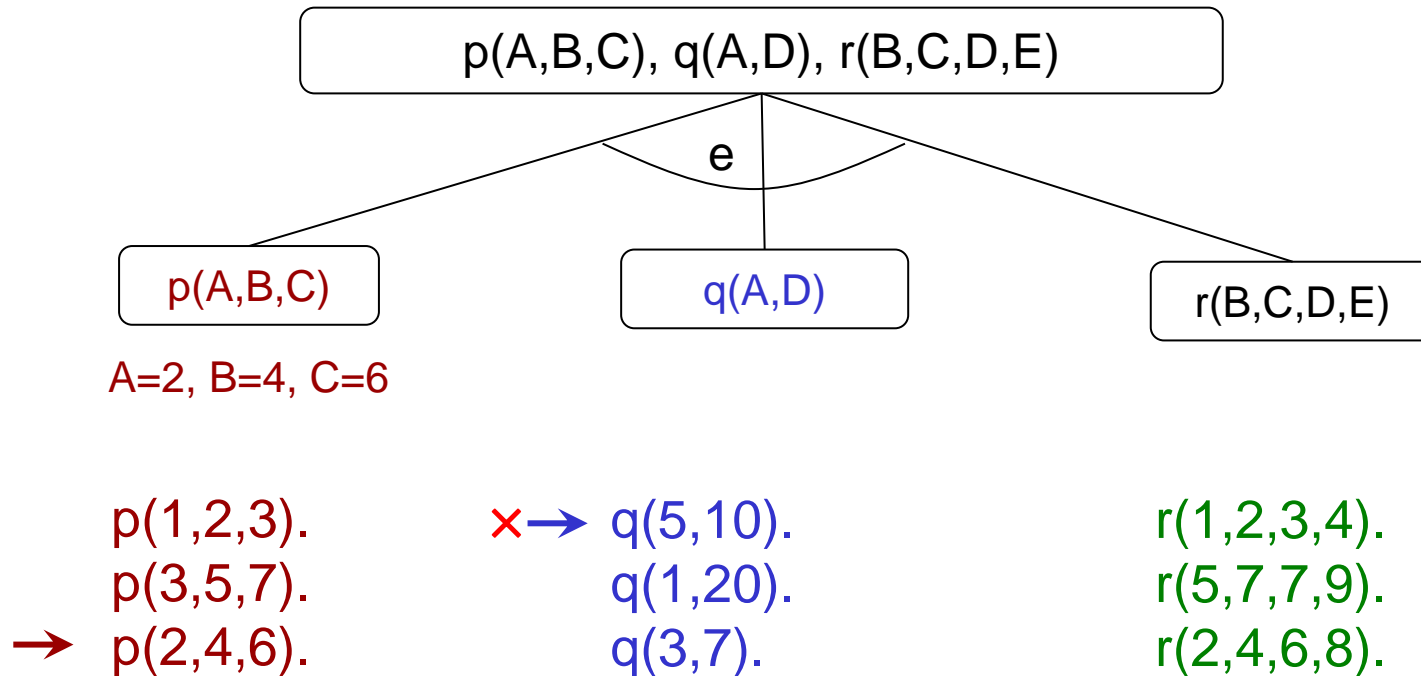 p(A,B,C), q(A,D), r(B,C,D,E)
e
p(A,B,C)
q(A,D)
r(B,C,D,E)
A=2, B=4, C=6
p(1,2,3).
p(3,5,7).
→ p(2,4,6).
×→ q(5,10).
q(1,20).
q(3,7).
r(1,2,3,4).
r(5,7,7,9).
r(2,4,6,8).